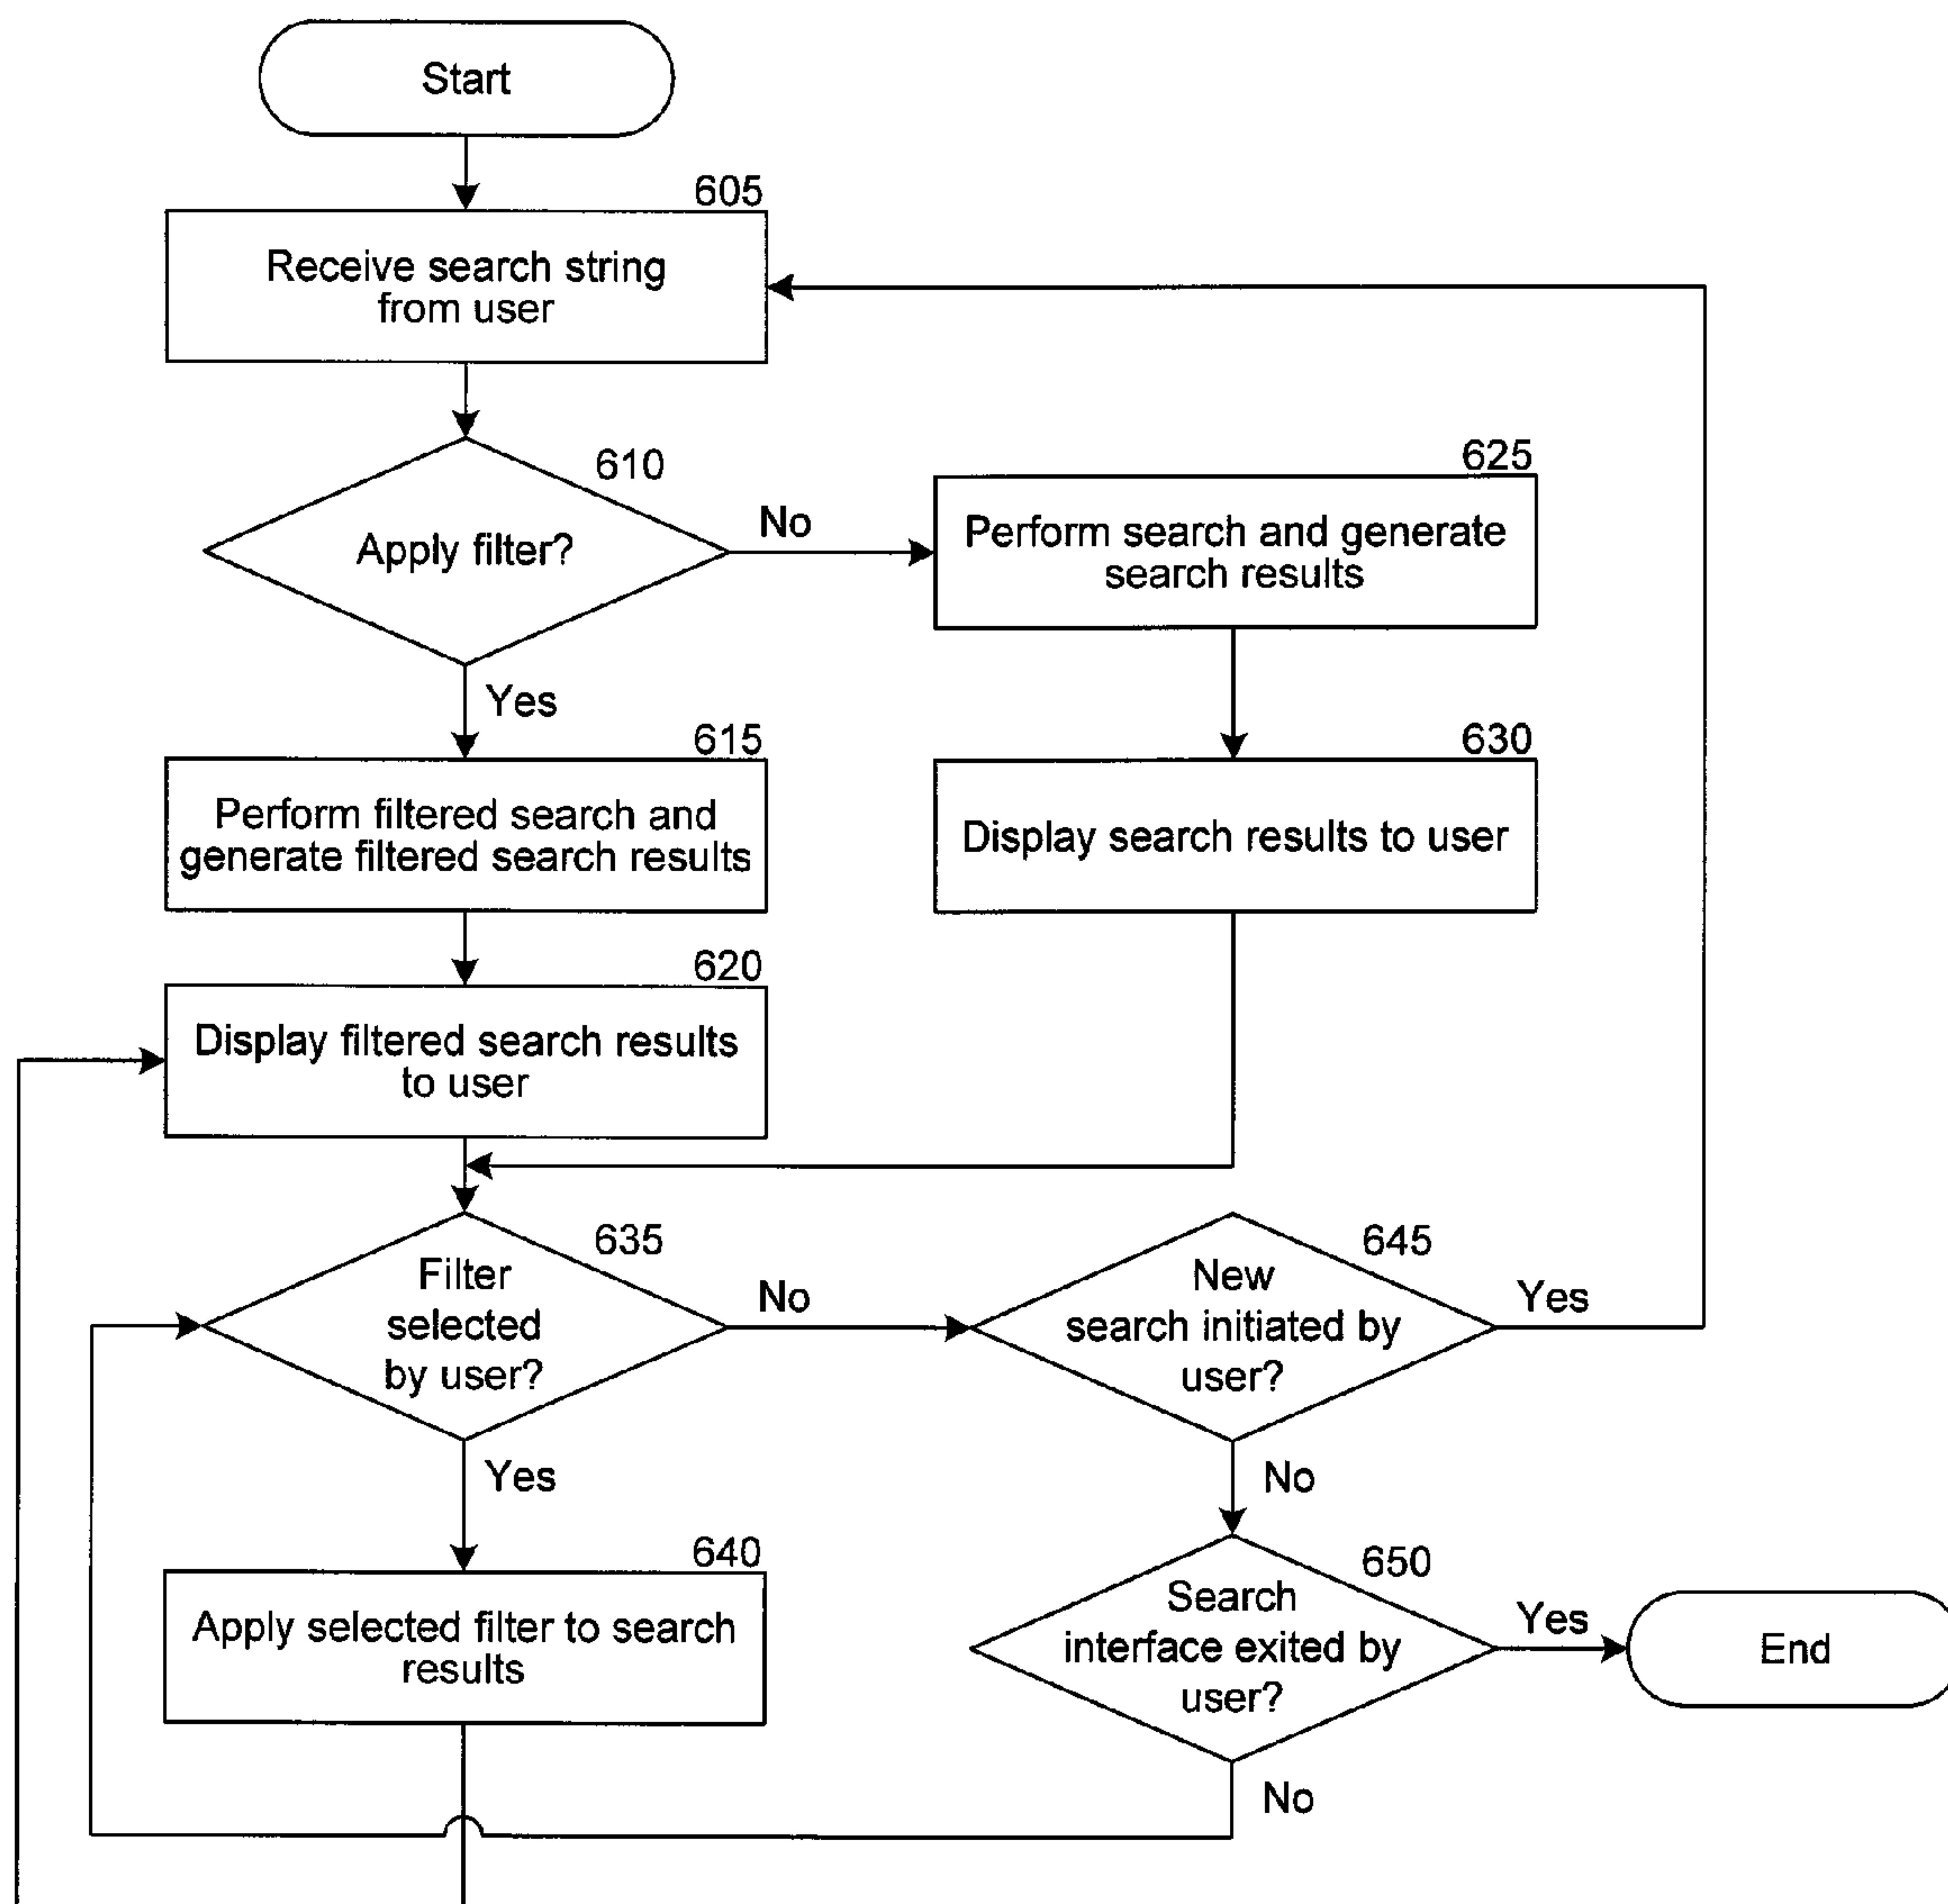 Start
605
Receive search string
from user
610
Apply filter?
No
625
Perform search and generate
search results
Yes
615
Perform filtered search and
generate filtered search results
630
Display search results to user
620
Display filtered search results
to user
635
Filter
selected
by user?
No
645
New
search initiated by
user?
Yes
Yes
No
640
Apply selected filter to search
results
650
Search
interface exited by
user?
Yes
End
No